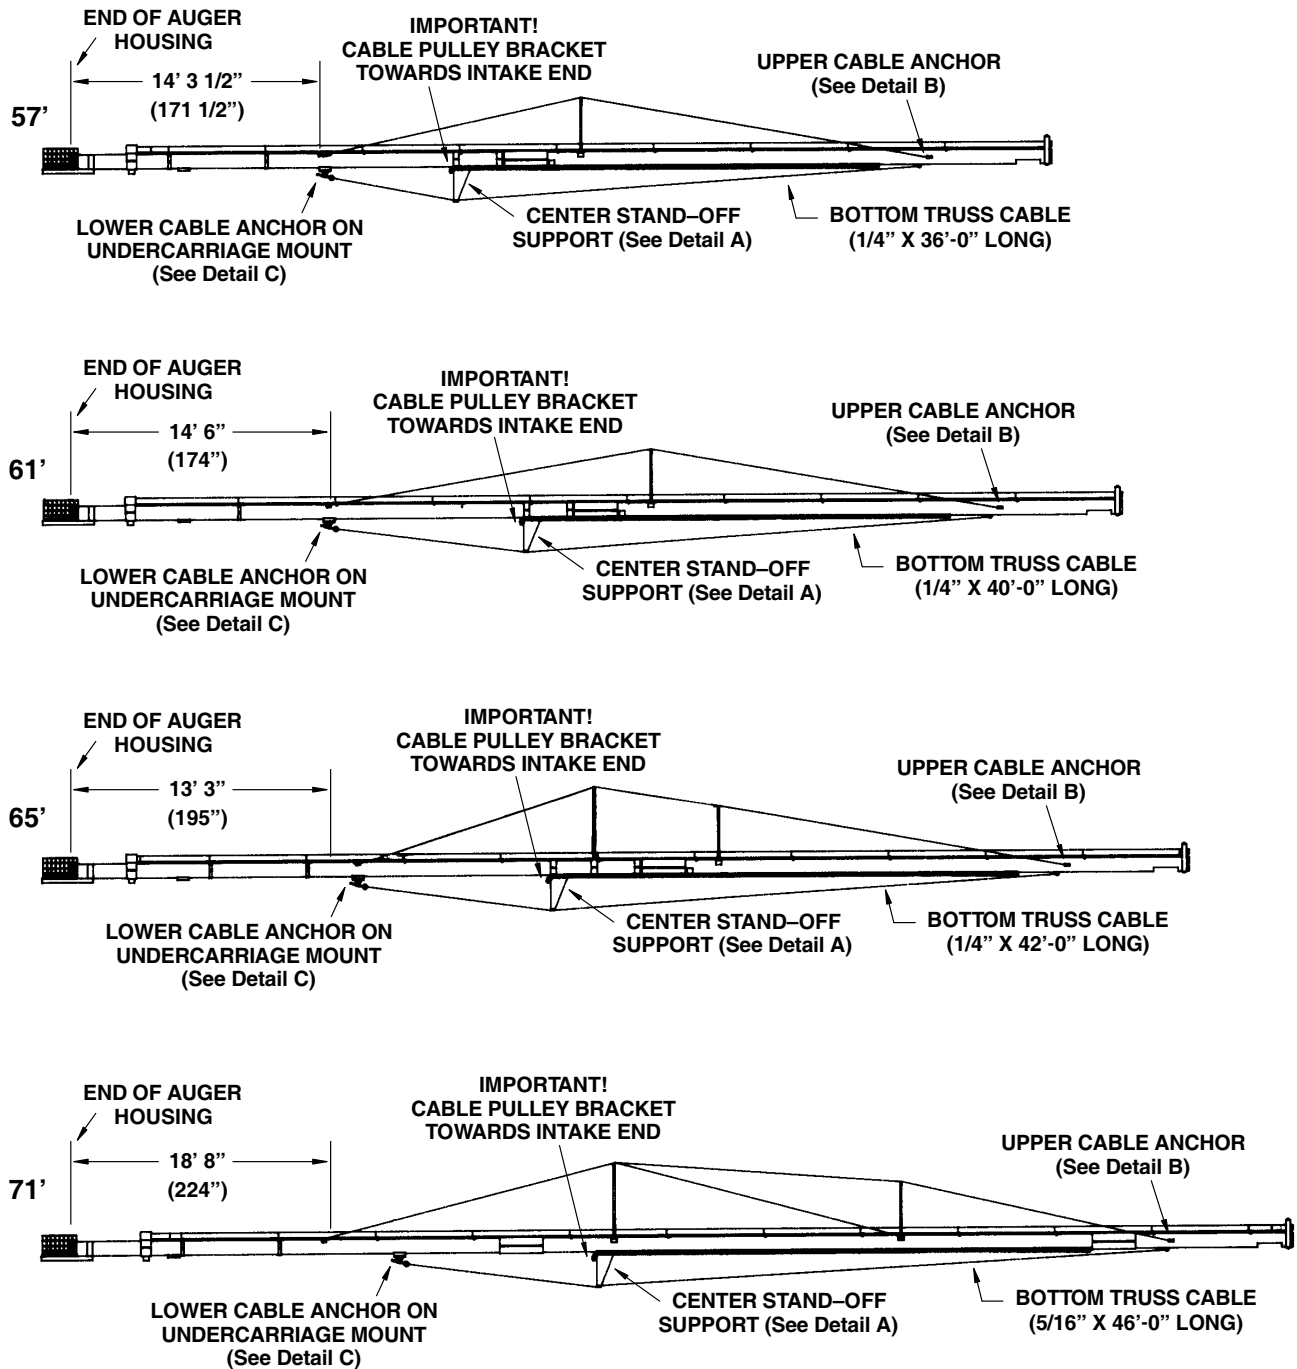 END OF AUGER
HOUSING
IMPORTANT!
CABLE PULLEY BRACKET
TOWARDS INTAKE END
UPPER CABLE ANCHOR
(See Detail B)
14’ 3 1/2”
(171 1/2”)
57’
LOWER CABLE ANCHOR ON
UNDERCARRIAGE MOUNT
(See Detail C)
CENTER STAND–OFF
SUPPORT (See Detail A)
BOTTOM TRUSS CABLE
(1/4” X 36’-0” LONG)
END OF AUGER
HOUSING
IMPORTANT!
CABLE PULLEY BRACKET
TOWARDS INTAKE END
UPPER CABLE ANCHOR
(See Detail B)
14’ 6”
(174”)
61’
LOWER CABLE ANCHOR ON
UNDERCARRIAGE MOUNT
(See Detail C)
CENTER STAND–OFF
SUPPORT (See Detail A)
BOTTOM TRUSS CABLE
(1/4” X 40’-0” LONG)
END OF AUGER
HOUSING
IMPORTANT!
CABLE PULLEY BRACKET
TOWARDS INTAKE END
UPPER CABLE ANCHOR
(See Detail B)
13’ 3”
(195”)
65’
LOWER CABLE ANCHOR ON
UNDERCARRIAGE MOUNT
(See Detail C)
CENTER STAND–OFF
SUPPORT (See Detail A)
BOTTOM TRUSS CABLE
(1/4” X 42’-0” LONG)
END OF AUGER
HOUSING
IMPORTANT!
CABLE PULLEY BRACKET
TOWARDS INTAKE END
UPPER CABLE ANCHOR
(See Detail B)
18’ 8”
(224”)
71’
LOWER CABLE ANCHOR ON
UNDERCARRIAGE MOUNT
(See Detail C)
CENTER STAND–OFF
SUPPORT (See Detail A)
BOTTOM TRUSS CABLE
(5/16” X 46’-0” LONG)